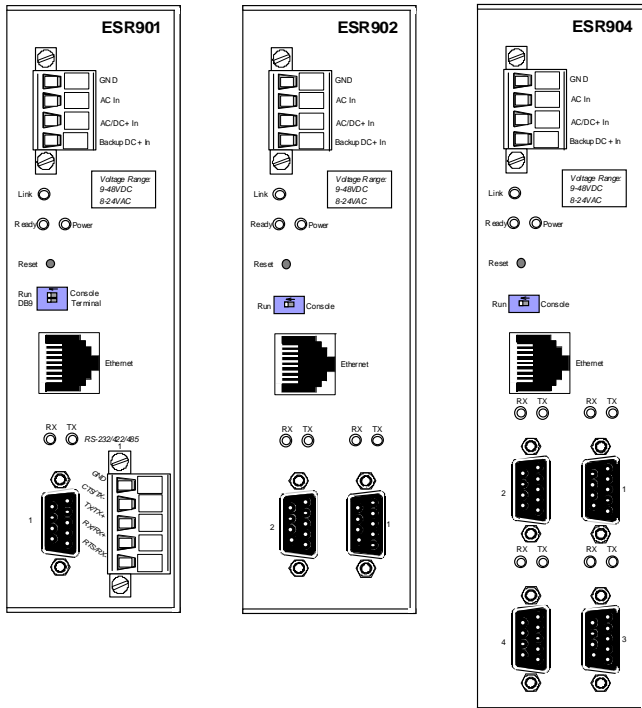 ESR901
GND
AC In
AC/DC+ In
Backup DC+ In
Voltage Range:
9-48VDC
8-24VAC
Link
Ready
Power
Reset
Run
DB9
Console
Terminal
Ethernet
RX TX
RS-232/422/485
1
GND
CTS/TX-
TX/TX+
RX/RX+
RTS/RX-
1
ESR902
GND
AC In
AC/DC+ In
Backup DC+ In
Voltage Range:
9-48VDC
8-24VAC
Link
Ready
Power
Reset
Run
Console
Ethernet
RX TX
RX TX
2
1
ESR904
GND
AC In
AC/DC+ In
Backup DC+ In
Voltage Range:
9-48VDC
8-24VAC
Link
Ready
Power
Reset
Run
Console
Ethernet
RX TX
RX TX
2
1
RX TX
RX TX
4
3